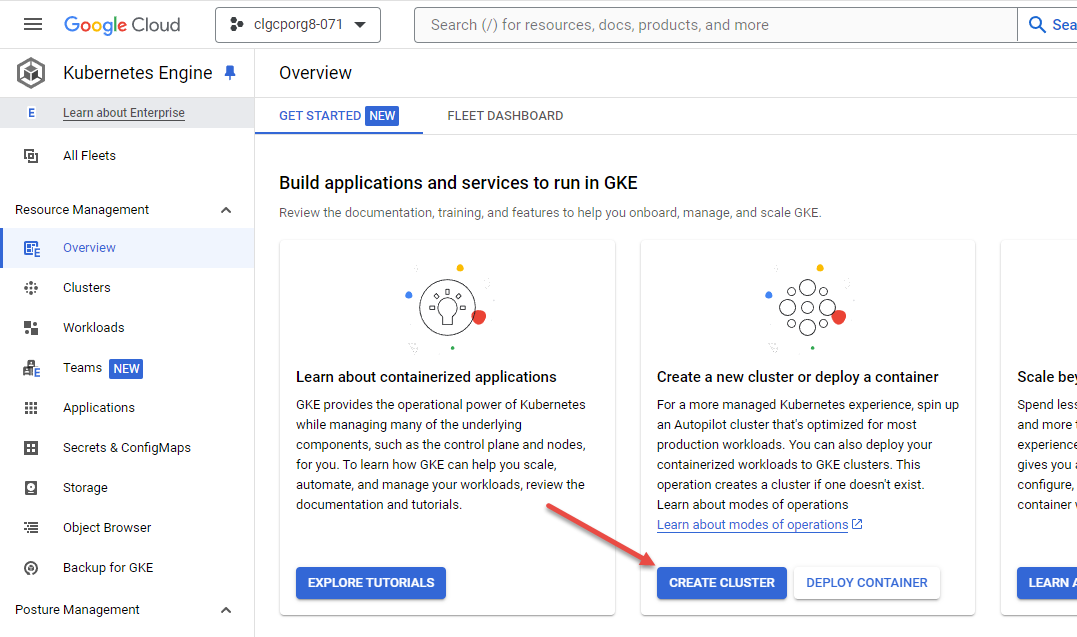 Google Cloud
clgcporg8-071
Search (/) for resources, docs, products, and more
Sea
Kubernetes Engine
Overview
E Learn about Enterprise
GET STARTED NEW
FLEET DASHBOARD
All Fleets
Resource Management
Overview
Clusters
Workloads
Teams NEW
Applications
Secrets & ConfigMaps
Storage
Object Browser
Backup for GKE
Posture Management
Build applications and services to run in GKE
Review the documentation, training, and features to help you onboard, manage, and scale GKE.
Learn about containerized applications
GKE provides the operational power of Kubernetes
while managing many of the underlying
components, such as the control plane and nodes,
for you. To learn how GKE can help you scale,
automate, and manage your workloads, review the
documentation and tutorials.
EXPLORE TUTORIALS
Create a new cluster or deploy a container
For a more managed Kubernetes experience, spin up
an Autopilot cluster that's optimized for most
production workloads. You can also deploy your
containerized workloads to GKE clusters. This
operation creates a cluster if one doesn't exist.
Learn about modes of operations
Learn about modes of operations
CREATE CLUSTER
DEPLOY CONTAINER
Scale bey
Spend less
and more t
experience
gives you a
configure,
container w
LEARN A